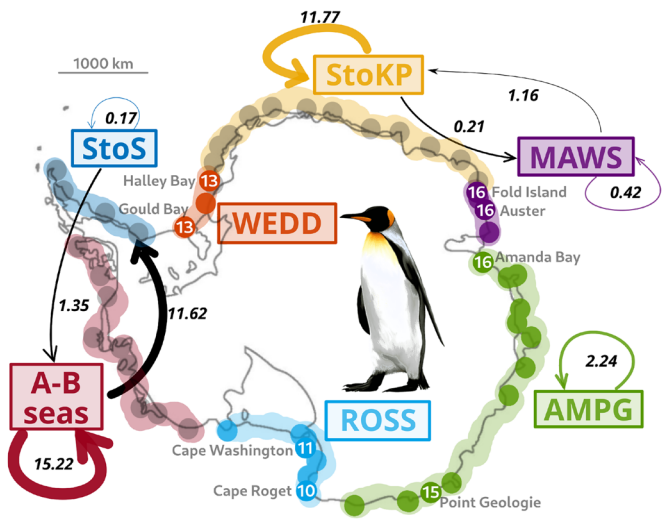 11.77
1000 km
StoKP
1.16
0.17
StoS
0.21
MAWS
Halley Bay
13
16
Fold Island
0.42
Gould Bay
13
WEDD
16
Auster
16
Amanda Bay
1.35
11.62
2.24
A-B
seas
AMPG
ROSS
Cape Washington
11
15.22
Cape Roget
10
15
Point Geologie